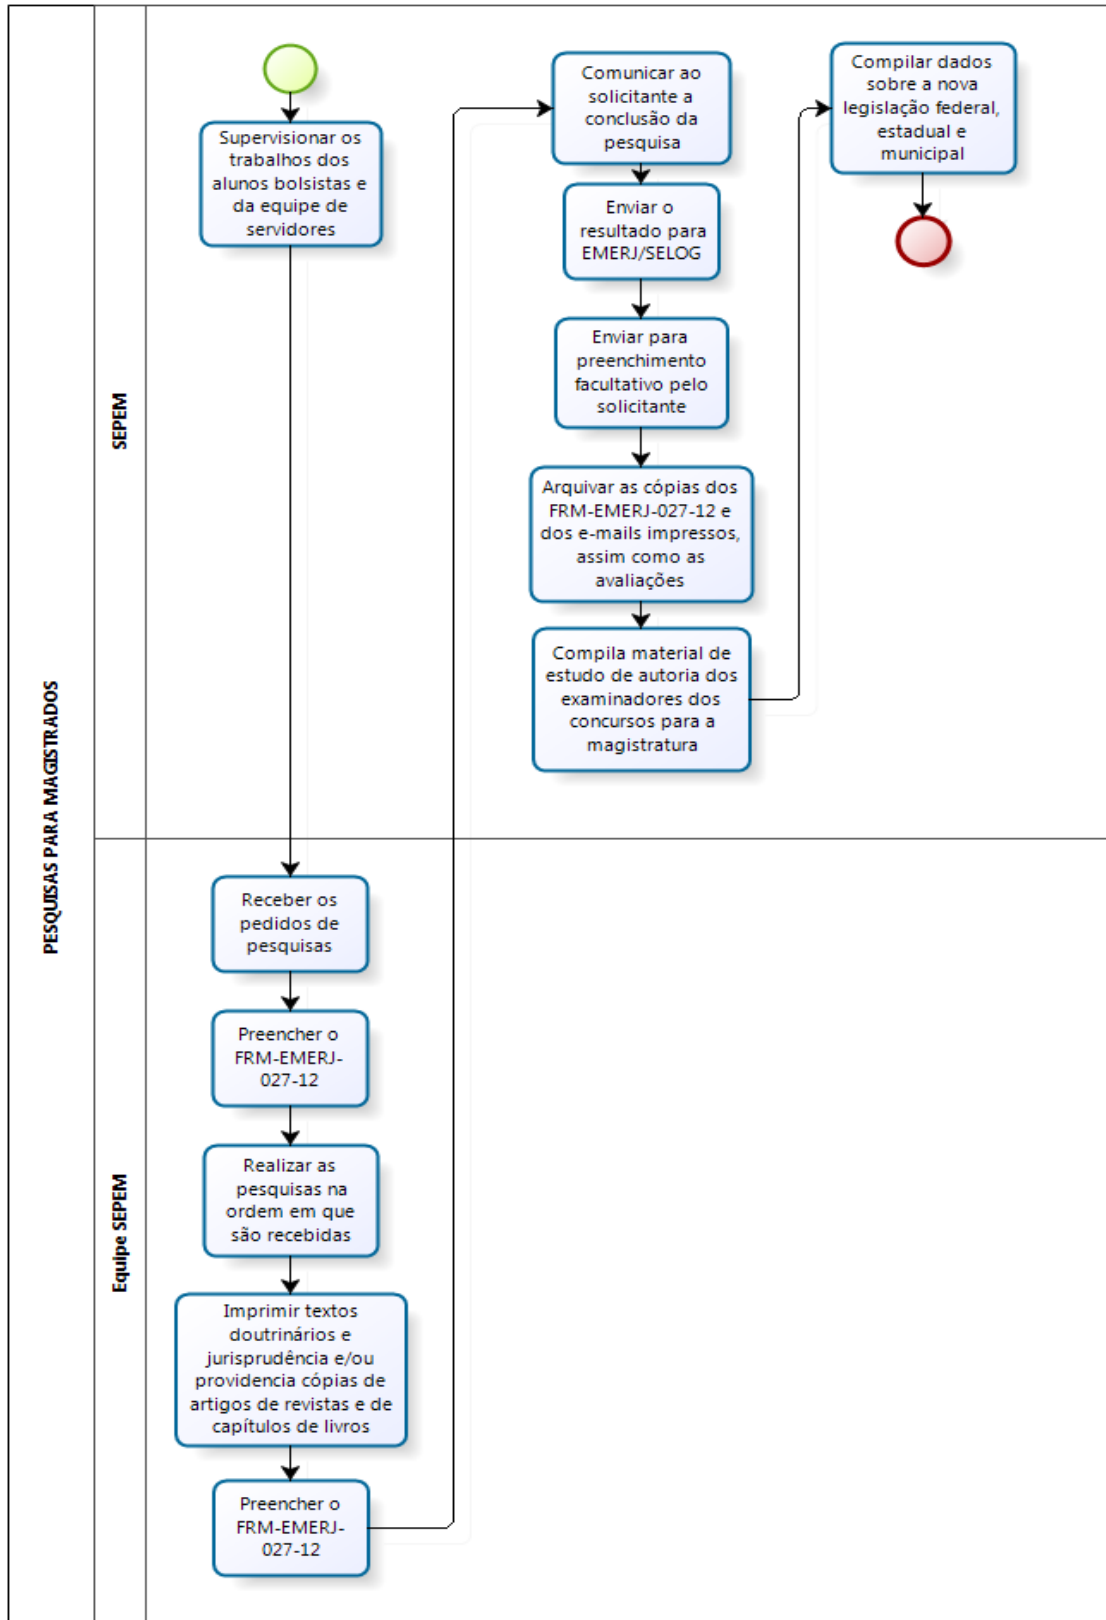 PESQUISAS PARA MAGISTRADOS
SEPEM
Supervisionar os
trabalhos dos
alunos bolsistas e
da equipe de
servidores
Comunicar ao
solicitante a
conclusão da
pesquisa
Enviar o
resultado para
EMERJ/SELOG
Enviar para
preenchimento
facultativo pelo
solicitante
Arquivar as cópias dos
FRM-EMERJ-027-12 e
dos e-mails impressos,
assim como as
avaliações
Compila material de
estudo de autoria dos
examinadores dos
concursos para a
magistratura
Compilar dados
sobre a nova
legislação federal,
estadual e
municipal
Equipe SEPEM
Receber os
pedidos de
pesquisas
Preencher o
FRM-EMERJ-
027-12
Realizar as
pesquisas na
ordem em que
são recebidas
Imprimir textos
doutrinários e
jurisprudência e/ou
providencia cópias de
artigos de revistas e de
capítulos de livros
Preencher o
FRM-EMERJ-
027-12